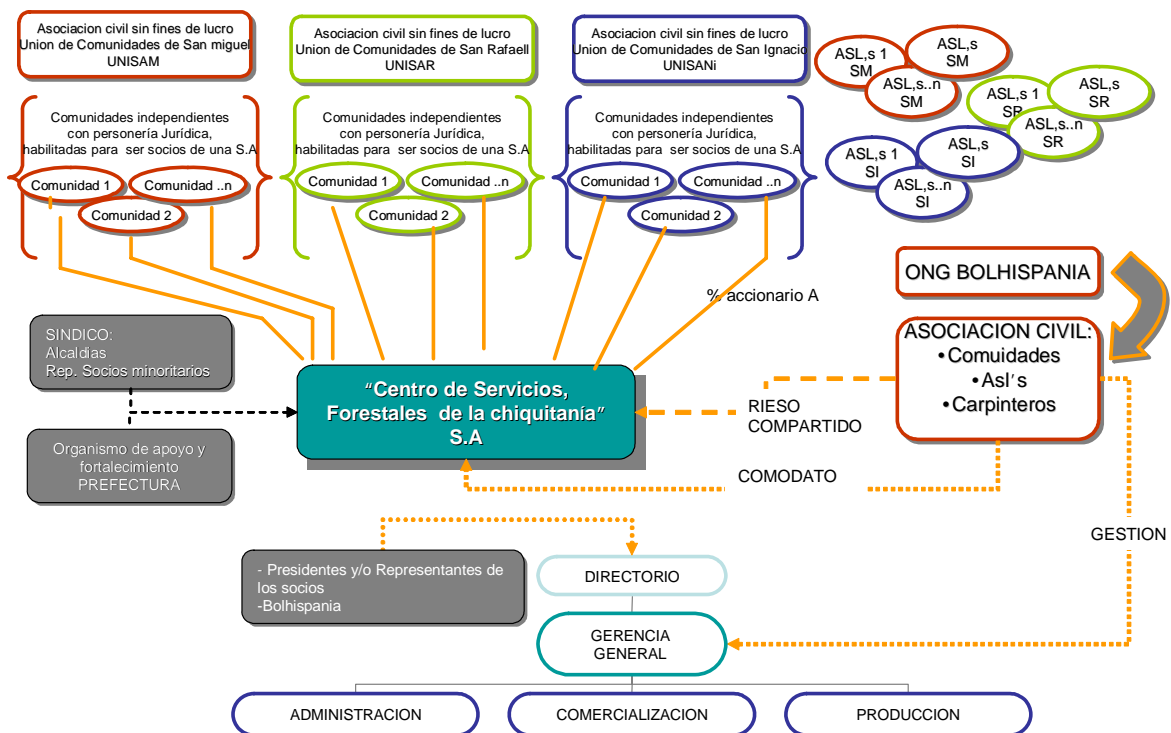 Asociacion civil sin fines de lucro
Union de Comunidades de San miguel
UNISAM
Asociacion civil sin fines de lucro
Union de Comunidades de San Rafaell
UNISAR
Asociacion civil sin fines de lucro
Union de Comunidades de San Ignacio
UNISANi
ASL,s 1
SM
ASL,s
SM
ASL,s..n
SM
ASL,s 1
SR
ASL,s
SR
ASL,s..n
SR
ASL,s 1
SI
ASL,s
SI
ASL,s..n
SI
Comunidades independientes
con personería Jurídica,
habilitadas para ser socios de una S.A
Comunidad 1
Comunidad ..n
Comunidad 2
Comunidades independientes
con personería Jurídica,
habilitadas para ser socios de una S.A
Comunidad 1
Comunidad ..n
Comunidad 2
Comunidades independientes
con personería Jurídica,
habilitadas para ser socios de una S.A
Comunidad 1
Comunidad ..n
Comunidad 2
% accionario A
ONG BOLHISPANIA
ASOCIACION CIVIL:
•Comuidades
•Asl's
•Carpinteros
SINDICO:
Alcaldias
Rep. Socios minoritarios
Organismo de apoyo y
fortalecimiento
PREFECTURA
"Centro de Servicios,
Forestales de la chiquitanía"
S.A
RIESO
COMPARTIDO
COMODATO
GESTION
- Presidentes y/o Representantes de
los socios
-Bolhispania
DIRECTORIO
GERENCIA
GENERAL
ADMINISTRACION
COMERCIALIZACION
PRODUCCION